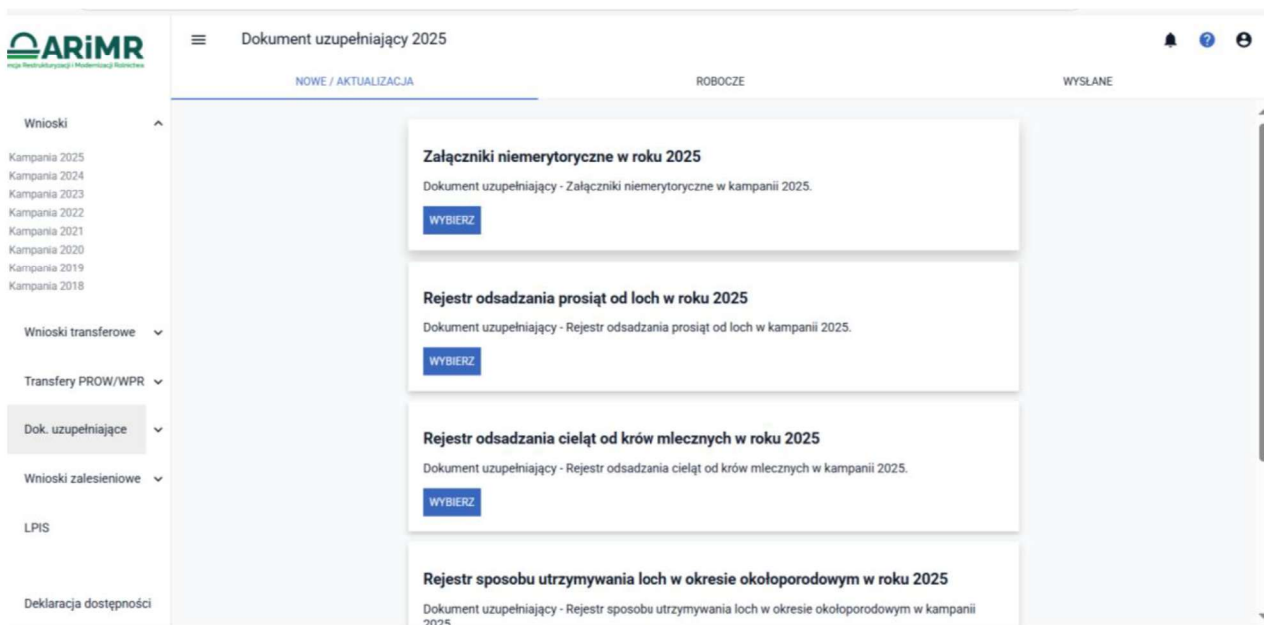 ARiMR
Agencja Restrukturyzacji i Modernizacji Rolnictwa
Dokument uzupełniający 2025
NOWE / AKTUALIZACJA
ROBOCZE
WYSŁANE
Wnioski
Kampania 2025
Kampania 2024
Kampania 2023
Kampania 2022
Kampania 2021
Kampania 2020
Kampania 2019
Kampania 2018
Wnioski transferowe
Transfery PROW/WPR
Dok. uzupełniające
Wnioski zalesieniowe
LPIS
Deklaracja dostępności
Załączniki niemerytoryczne w roku 2025
Dokument uzupełniający - Załączniki niemerytoryczne w kampanii 2025.
WYBIERZ
Rejestr odsadzania prosiąt od loch w roku 2025
Dokument uzupełniający - Rejestr odsadzania prosiąt od loch w kampanii 2025.
WYBIERZ
Rejestr odsadzania cieląt od krów mlecznych w roku 2025
Dokument uzupełniający - Rejestr odsadzania cieląt od krów mlecznych w kampanii 2025.
WYBIERZ
Rejestr sposobu utrzymywania loch w okresie okołoporodowym w roku 2025
Dokument uzupełniający - Rejestr sposobu utrzymywania loch w okresie okołoporodowym w kampanii
2025.